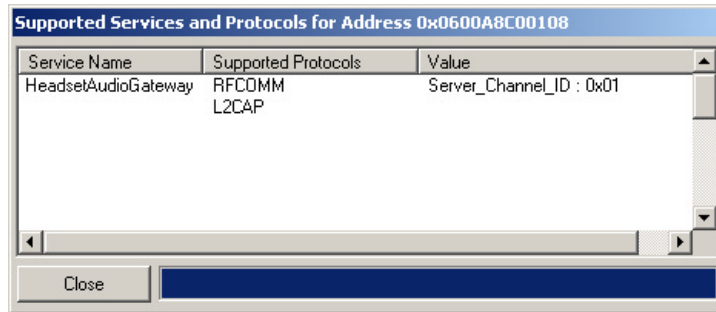 Supported Services and Protocols for Address 0x0600A8C00108
Service Name Supported Protocols Value
HeadsetAudioGateway RFCOMM Server_Channel_ID : 0x01
L2CAP
Close